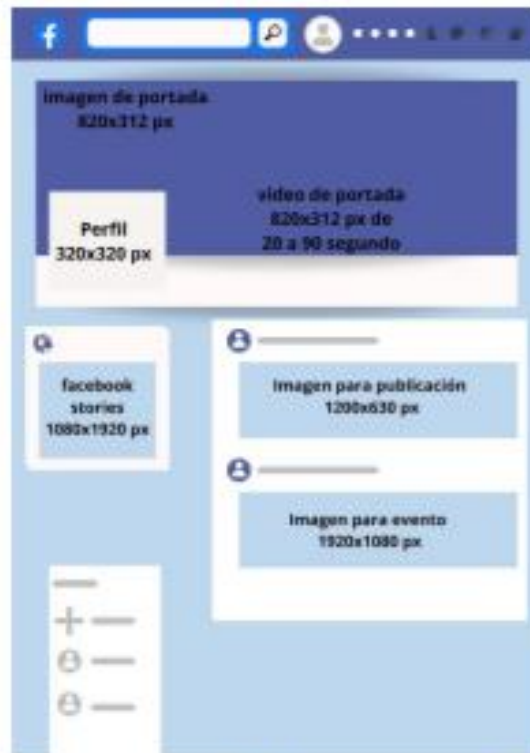 imagen de portada
820x312 px
video de portada
820x312 px de
20 a 90 segundo
Perfil
320x320 px
facebook
stories
1080x1920 px
Imagen para publicación
1200x630 px
Imagen para evento
1920x1080 px